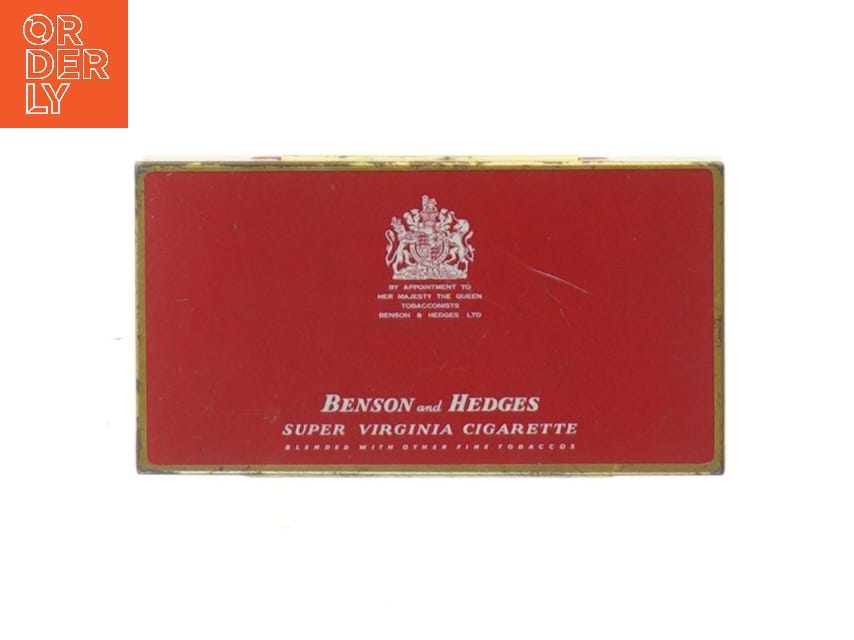 OR
DER
LY
BY APPOINTMENT TO
HER MAJESTY THE QUEEN
TOBACCONISTS
BENSON & HEDGES LTD
BENSON and HEDGES
SUPER VIRGINIA CIGARETTE
BLENDED WITH OTHER FINE TOBACCOS